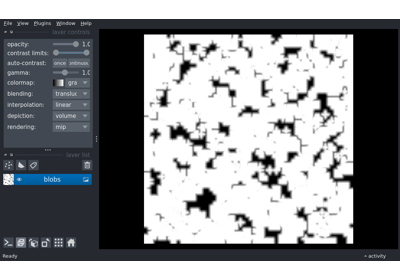 File View Plugins Window Help
layer controls
opacity: 1.0
contrast limits:
auto-contrast: once
gamma: 1.0
colormap: gra
blending: translu
interpolation: linear
depiction: volume
rendering: mip
layer list
blobs
Ready
activity